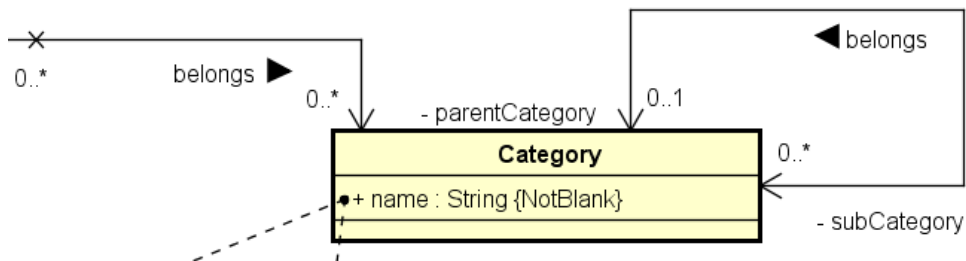 belongs ◀
0..*
belongs ▶
0..*
- parentCategory
0..1
Category
0..*
+ name : String {NotBlank}
- subCategory